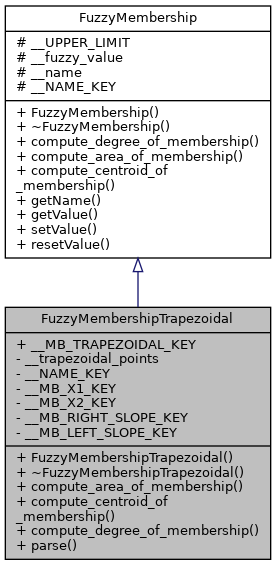 FuzzyMembership
# __UPPER_LIMIT
# __fuzzy_value
# __name
# __NAME_KEY
+ FuzzyMembership()
+ ~FuzzyMembership()
+ compute_degree_of_membership()
+ compute_area_of_membership()
+ compute_centroid_of
_membership()
+ getName()
+ getValue()
+ setValue()
+ resetValue()
FuzzyMembershipTrapezoidal
+ __MB_TRAPEZOIDAL_KEY
- __trapezoidal_points
- __NAME_KEY
- __MB_X1_KEY
- __MB_X2_KEY
- __MB_RIGHT_SLOPE_KEY
- __MB_LEFT_SLOPE_KEY
+ FuzzyMembershipTrapezoidal()
+ ~FuzzyMembershipTrapezoidal()
+ compute_area_of_membership()
+ compute_centroid_of
_membership()
+ compute_degree_of_membership()
+ parse()